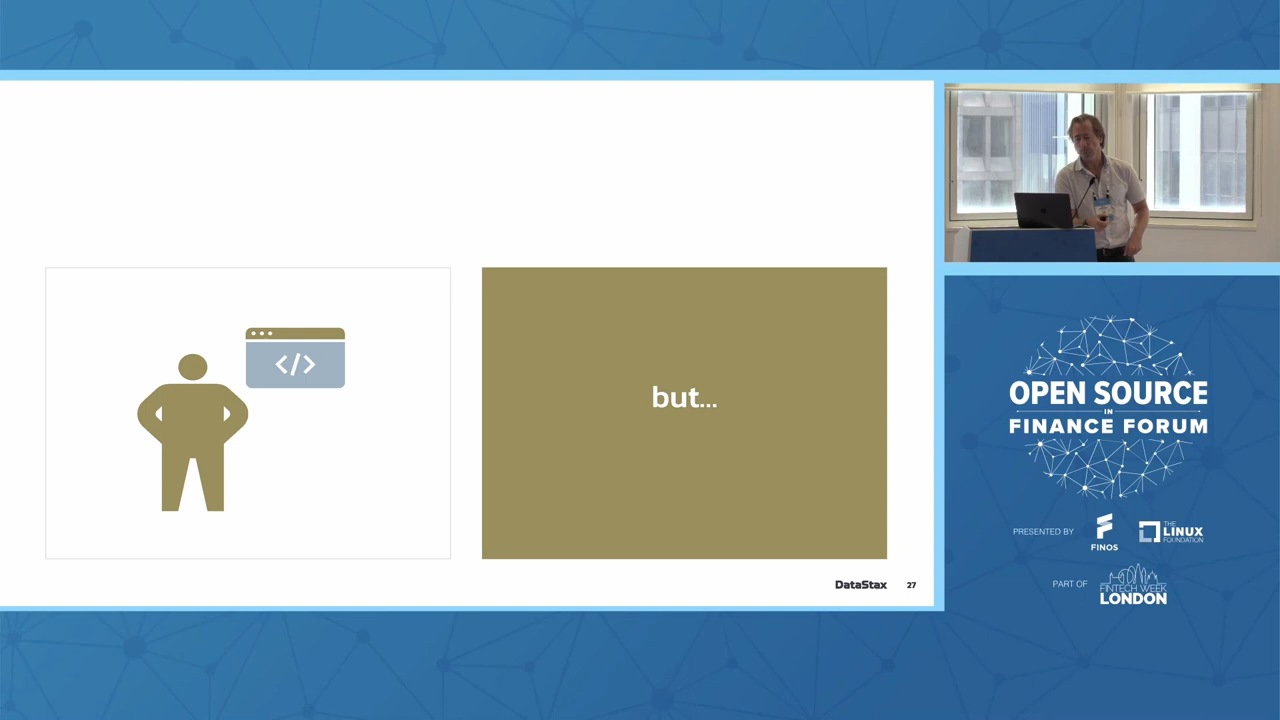 </>
but...
DataStax
27
OPEN SOURCE
IN
FINANCE FORUM
PRESENTED BY
FINOS
THE
LINUX
FOUNDATION
PART OF
FINTECH WEEK
LONDON